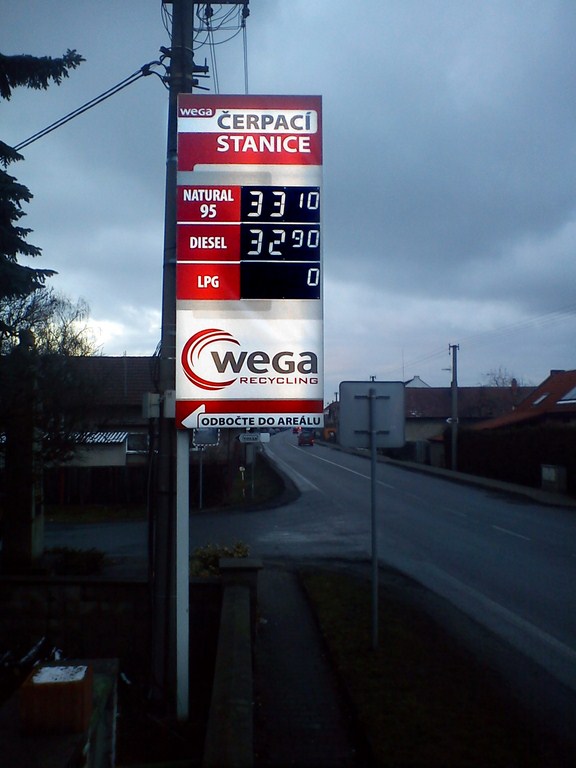 wega ČERPACÍ
STANICE
NATURAL 95 33 10
DIESEL 32 90
LPG 0
wega
RECYCLING
ODBOČTE DO AREÁLU